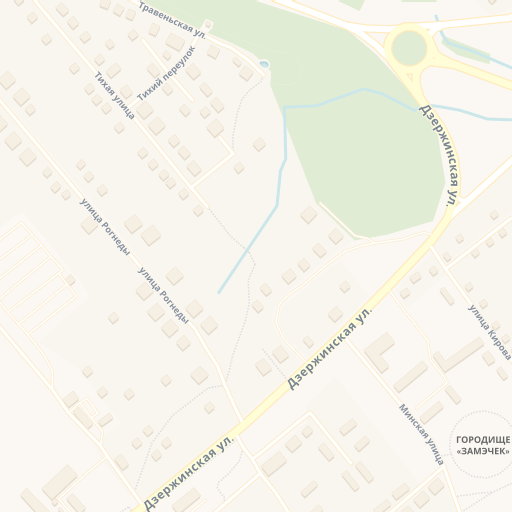 Травеньская ул.
Тихий переулок
Тихая улица
Дзержинская ул.
улица Рогнеды
улица Рогнеды
Дзержинская ул.
улица Кирова
Минская улица
ГОРОДИЩЕ
«ЗАМЭЧЕК»
Дзержинская ул.